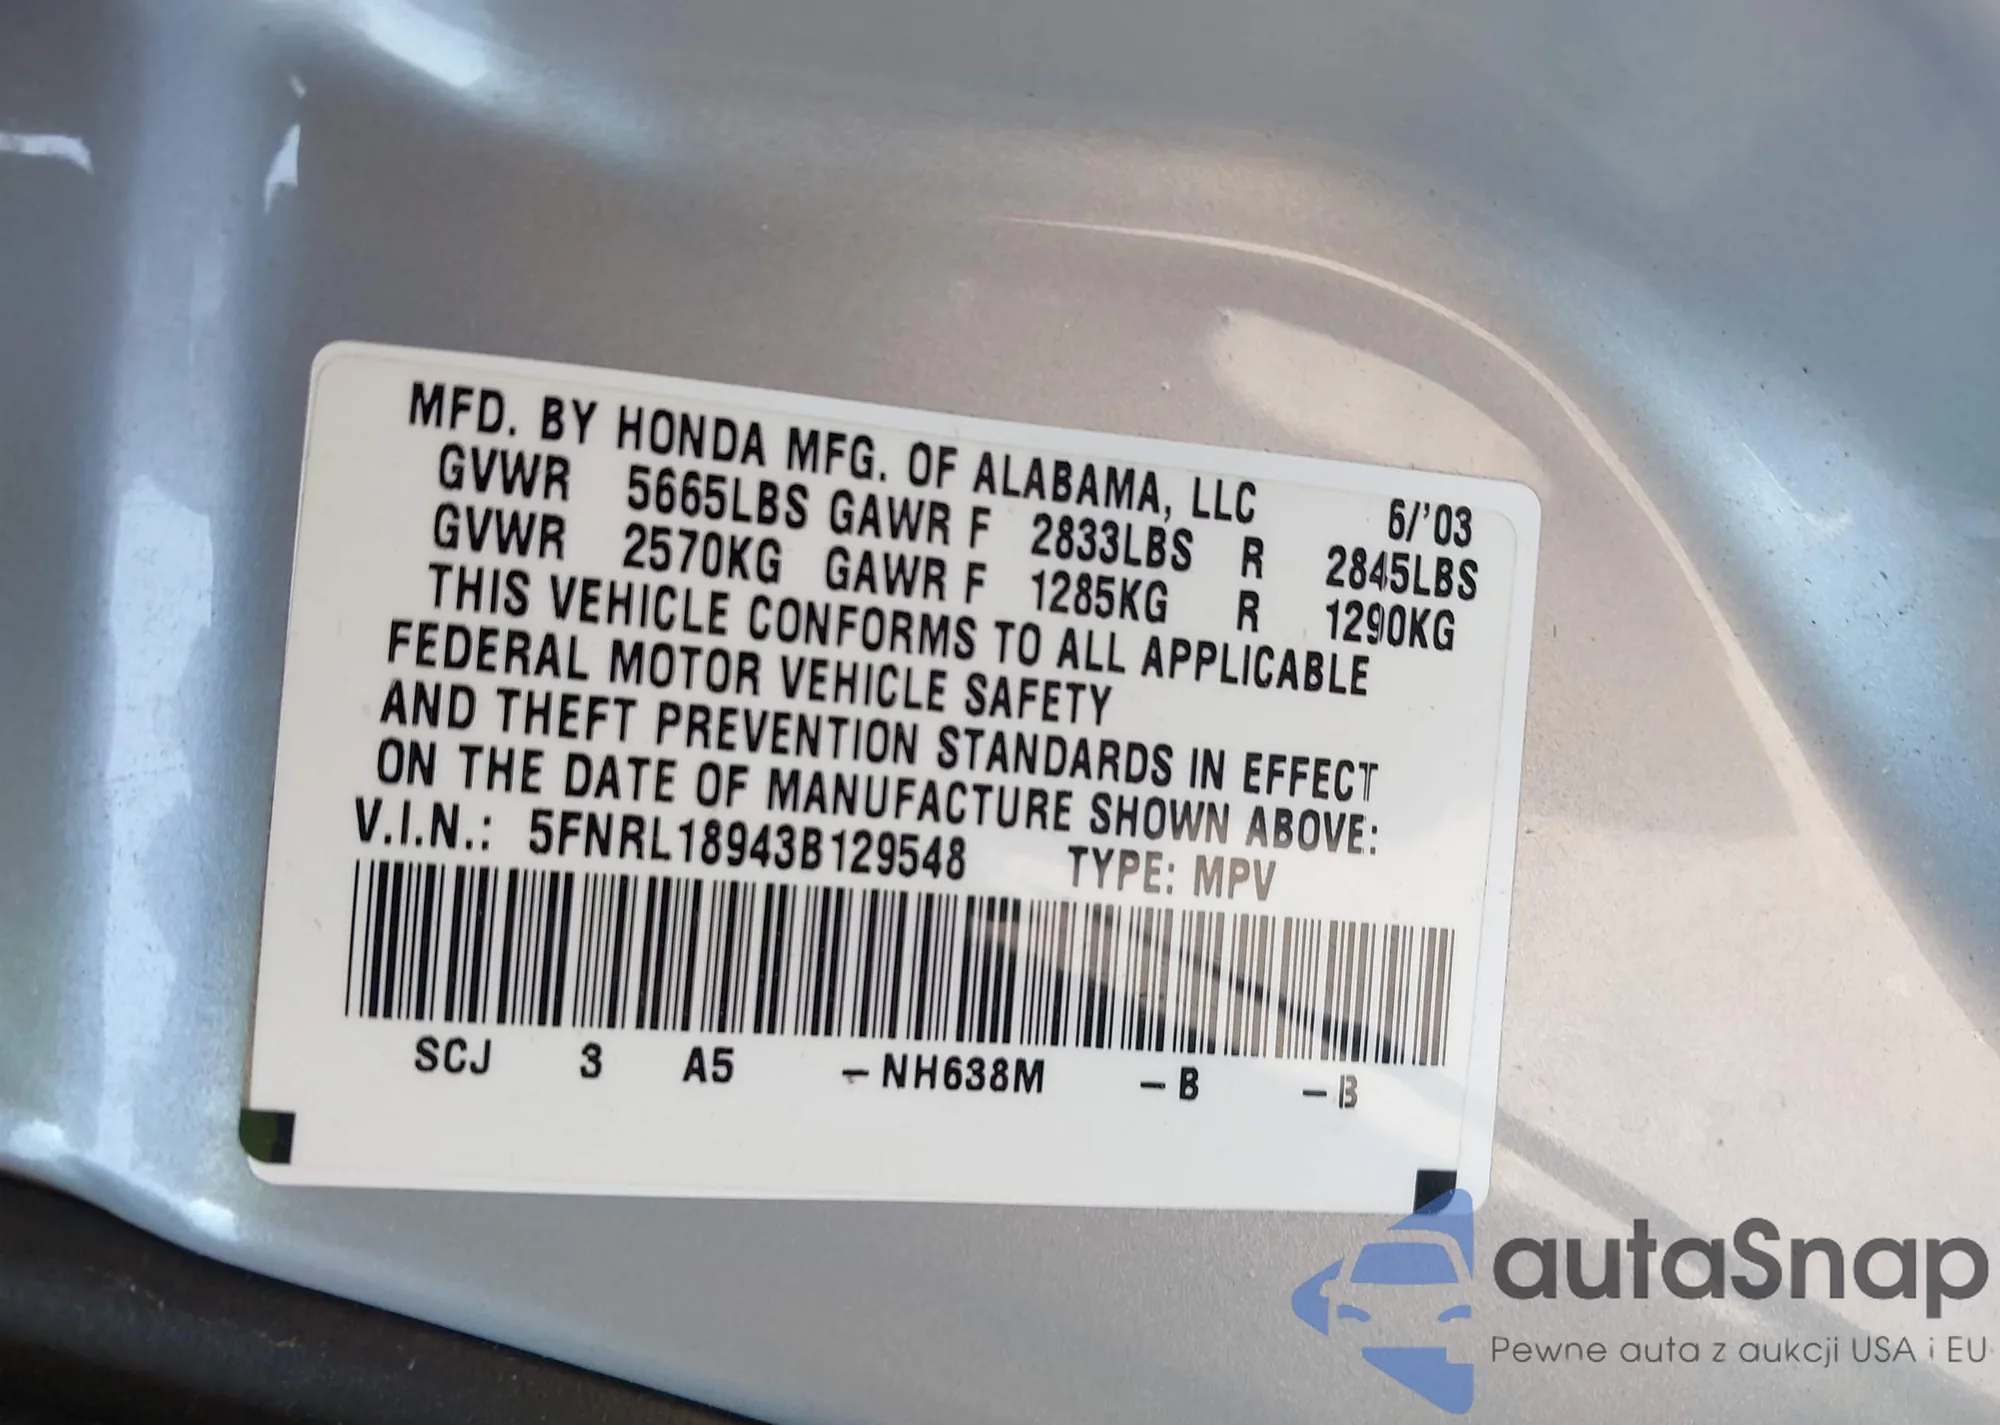 MFD. BY HONDA MFG. OF ALABAMA, LLC 6/'03
GVWR 5665LBS GAWR F 2833LBS R 2845LBS
GVWR 2570KG GAWR F 1285KG R 1290KG
THIS VEHICLE CONFORMS TO ALL APPLICABLE
FEDERAL MOTOR VEHICLE SAFETY
AND THEFT PREVENTION STANDARDS IN EFFECT
ON THE DATE OF MANUFACTURE SHOWN ABOVE:
V.I.N.: 5FNRL18943B129548 TYPE: MPV
SCJ 3 A5 -NH638M -B -B
autaSnap
Pewne auta z aukcji USA i EU